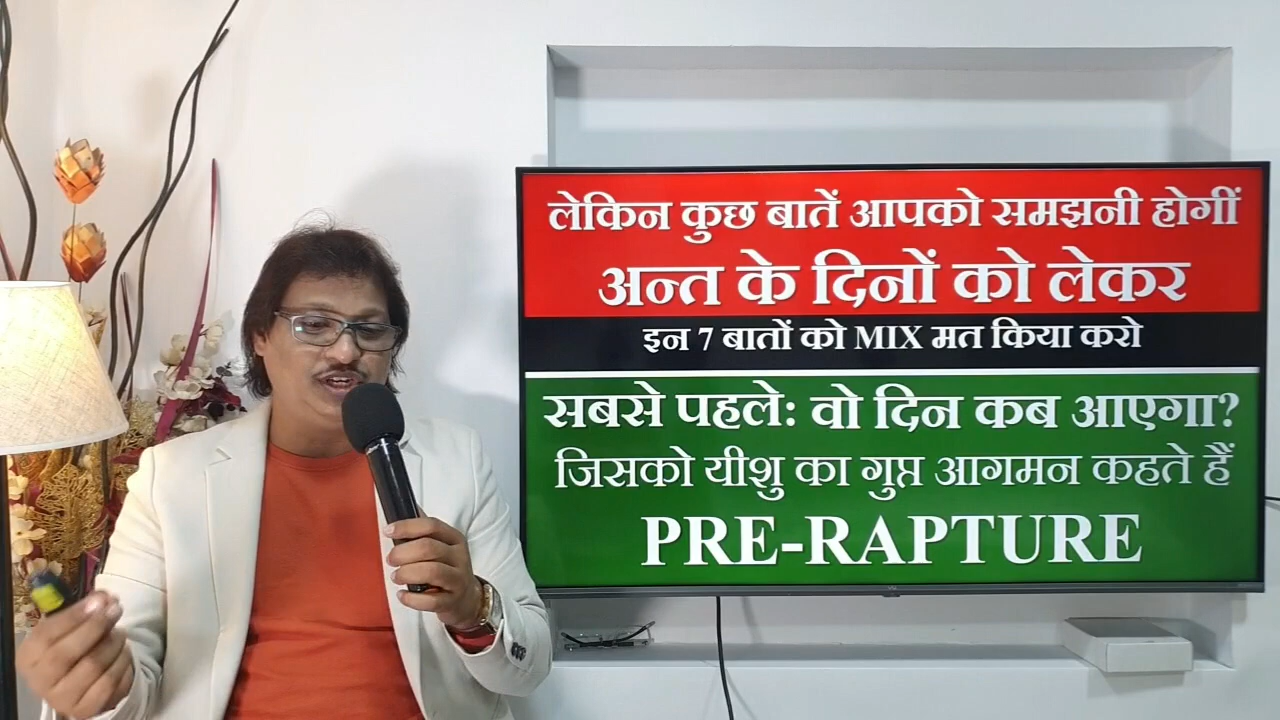 लेकिन कुछ बातें आपको समझनी होगीं
अन्त के दिनों को लेकर
इन 7 बातों को MIX मत किया करो
सबसे पहले: वो दिन कब आएगा?
जिसको यीशु का गुप्त आगमन कहते हैं
PRE-RAPTURE